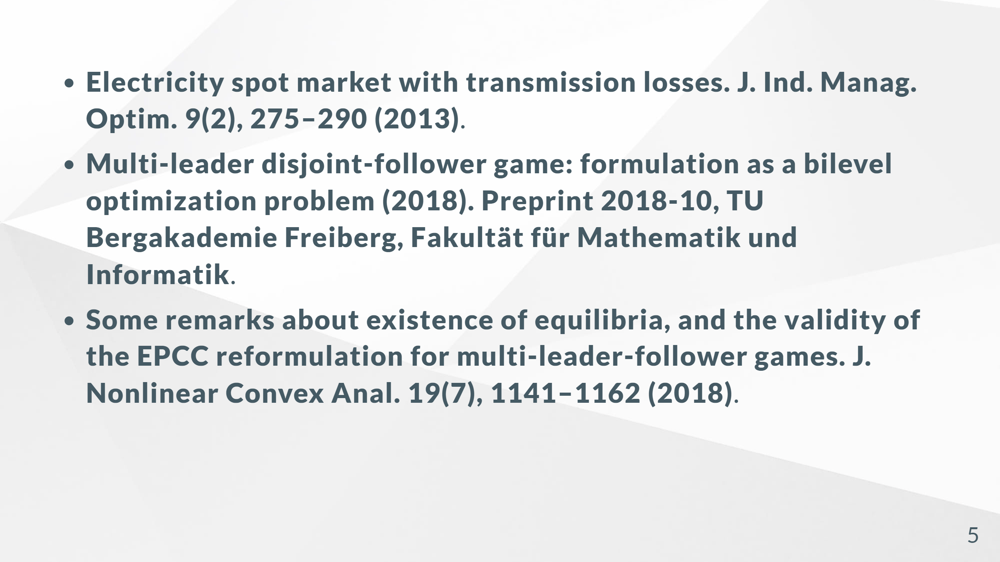 • Electricity spot market with transmission losses. J. Ind. Manag.
Optim. 9(2), 275–290 (2013).
• Multi-leader disjoint-follower game: formulation as a bilevel
optimization problem (2018). Preprint 2018-10, TU
Bergakademie Freiberg, Fakultät für Mathematik und
Informatik.
• Some remarks about existence of equilibria, and the validity of
the EPCC reformulation for multi-leader-follower games. J.
Nonlinear Convex Anal. 19(7), 1141–1162 (2018).
5